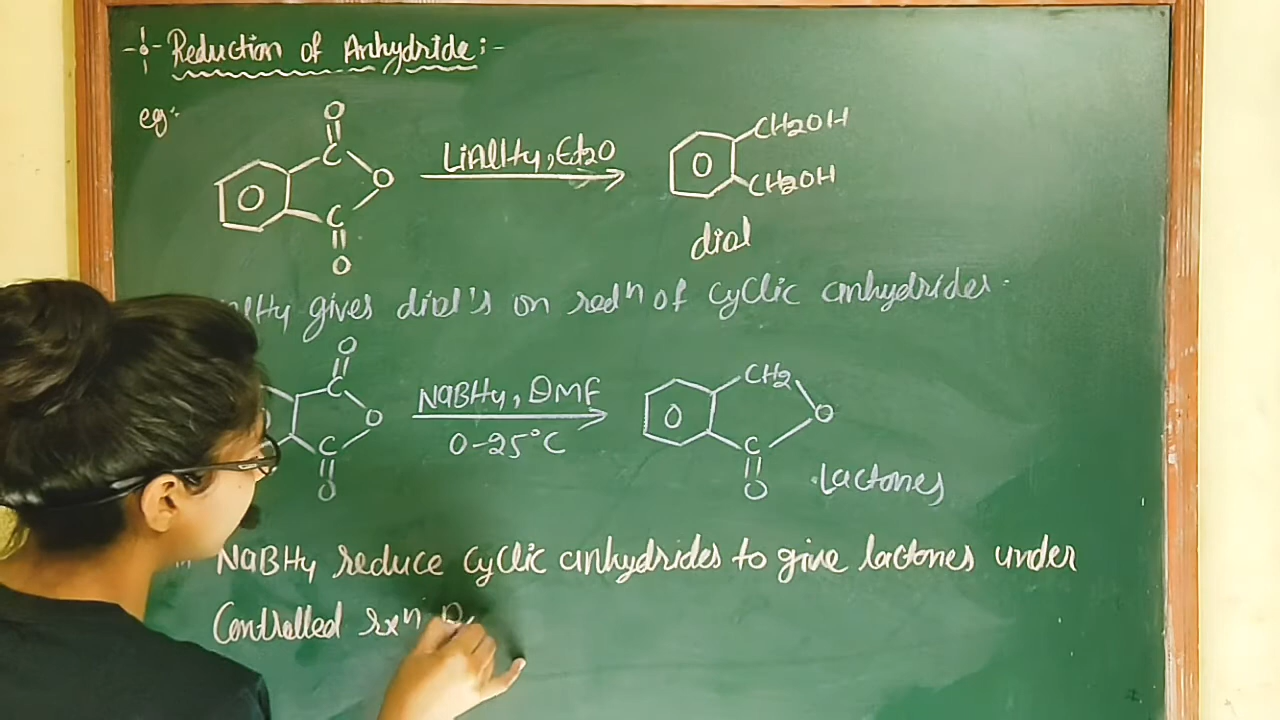 Reduction of Anhydride:-
eg:-
O
C
O
C
O
LiAlH4, Et2O
CH2OH
O
CH2OH
diol
lH4 gives diol's on redn of cyclic anhydrides.
O
C
O
C
O
NaBH4, DMF
0-25°C
CH2
O
O
C
O
Lactones
NaBH4 reduce cyclic anhydrides to give lactones under
Controlled rxn